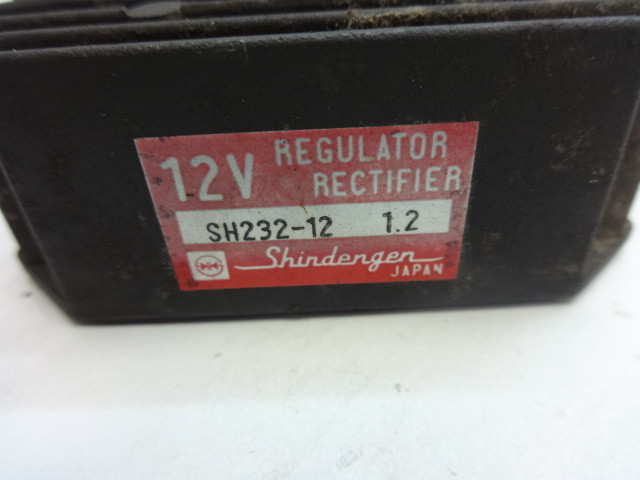 12V REGULATOR
RECTIFIER
SH232-12 1.2
Shindengen
JAPAN